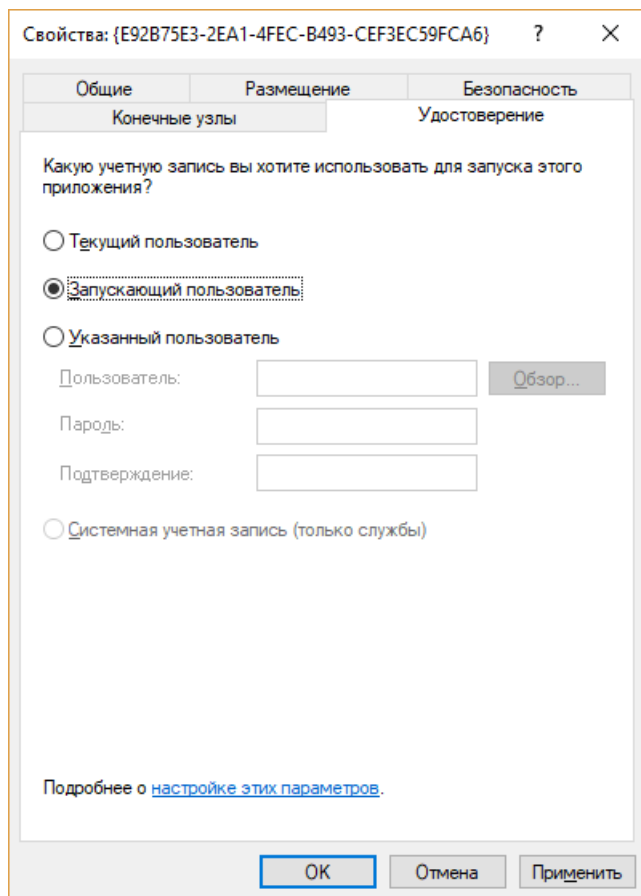 Свойства: {E92B75E3-2EA1-4FEC-B493-CEF3EC59FCA6} ? ×
Общие Размещение Безопасность
Конечные узлы Удостоверение
Какую учетную запись вы хотите использовать для запуска этого
приложения?
Текущий пользователь
Запускающий пользователь
Указанный пользователь
Пользователь: Обзор...
Пароль:
Подтверждение:
Системная учетная запись (только службы)
Подробнее о настройке этих параметров.
OK Отмена Применить